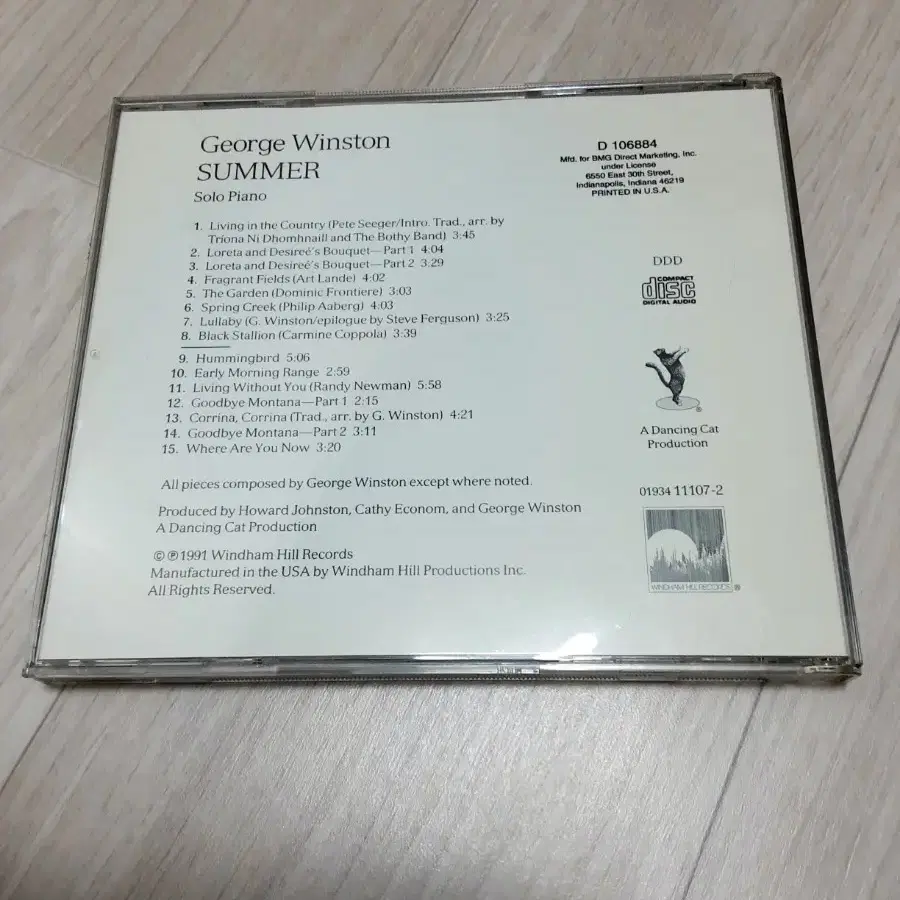 George Winston
SUMMER
Solo Piano
1. Living in the Country (Pete Seeger/Intro. Trad., arr. by
Tríona Ní Dhomhnaill and The Bothy Band) 3:45
2. Loreta and Desireé's Bouquet—Part 1 4:04
3. Loreta and Desireé's Bouquet—Part 2 3:29
4. Fragrant Fields (Art Lande) 4:02
5. The Garden (Dominic Frontiere) 3:03
6. Spring Creek (Philip Aaberg) 4:03
7. Lullaby (G. Winston/epilogue by Steve Ferguson) 3:25
8. Black Stallion (Carmine Coppola) 3:39
9. Hummingbird 5:06
10. Early Morning Range 2:59
11. Living Without You (Randy Newman) 5:58
12. Goodbye Montana—Part 1 2:15
13. Corrina, Corrina (Trad., arr. by G. Winston) 4:21
14. Goodbye Montana—Part 2 3:11
15. Where Are You Now 3:20
All pieces composed by George Winston except where noted.
Produced by Howard Johnston, Cathy Econom, and George Winston
A Dancing Cat Production
© ℗ 1991 Windham Hill Records
Manufactured in the USA by Windham Hill Productions Inc.
All Rights Reserved.
D 106884
Mfd. for BMG Direct Marketing, Inc.
under License
6550 East 30th Street,
Indianapolis, Indiana 46219
PRINTED IN U.S.A.
DDD
COMPACT
disc
DIGITAL AUDIO
®
A Dancing Cat
Production
01934 11107-2
WINDHAM HILL RECORDS ®